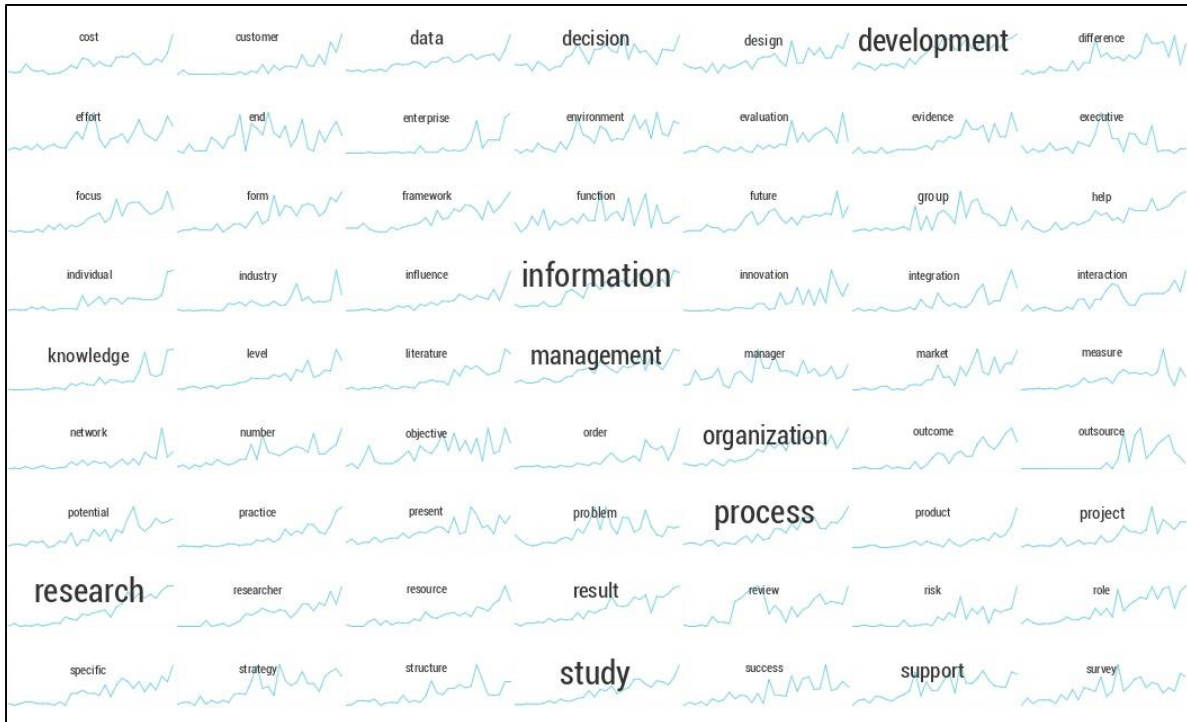 cost customer data decision design development difference
effort end enterprise environment evaluation evidence executive
focus form framework function future group help
individual industry influence information innovation integration interaction
knowledge level literature management manager market measure
network number objective order organization outcome outsource
potential practice present problem process product project
research researcher resource result review risk role
specific strategy structure study success support survey